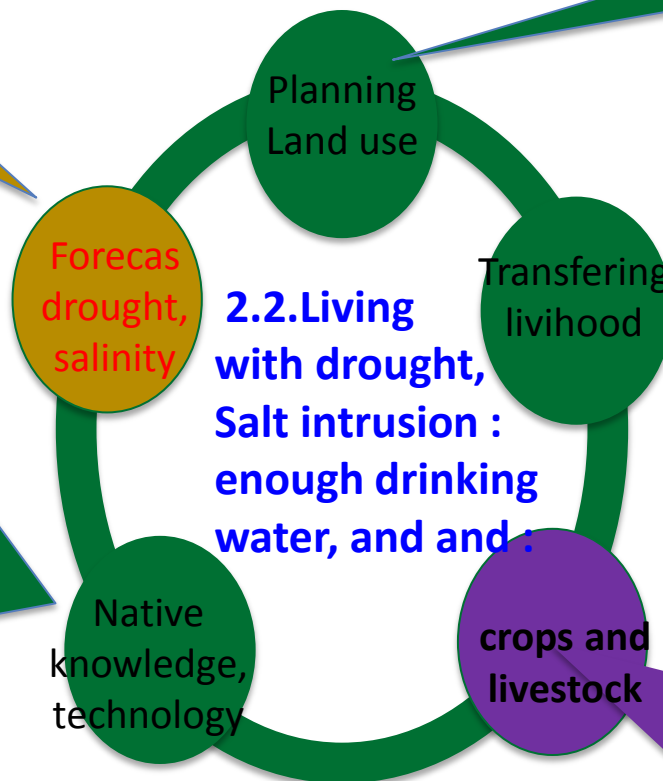 Planning
Land use
Forecas
drought,
salinity
Transfering
livihood
2.2.Living
with drought,
Salt intrusion :
enough drinking
water, and and :
Native
knowledge,
technology
crops and
livestock